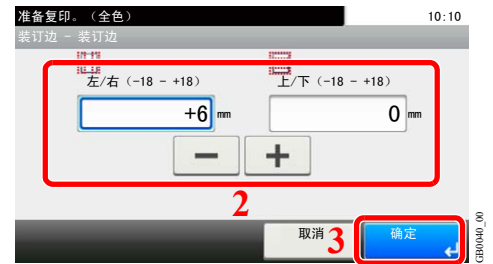 准备复印。（全色） 10:10
装订边 - 装订边
左/右 (-18 - +18) 上/下 (-18 - +18)
+6 mm 0 mm
− +
2
取消 3 确定
GB0040_00